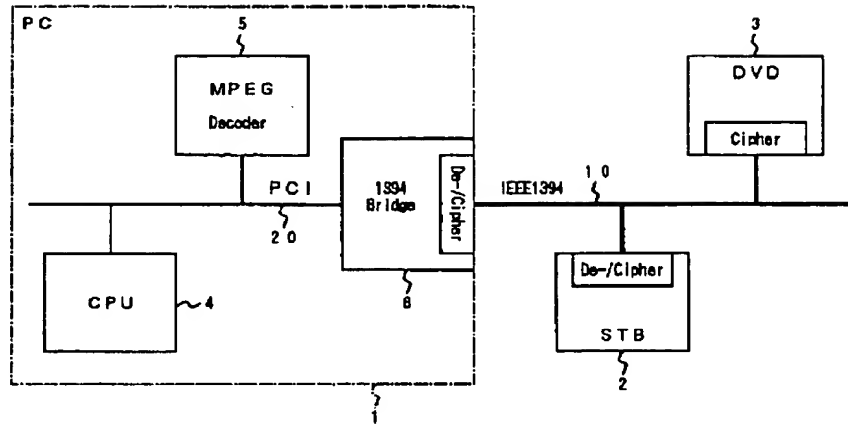 PC
5
MPEG
Decoder
3
DVD
Cipher
PCI
20
1394
Bridge
De-/Cipher
IEEE1394
10
CPU
4
6
De-/Cipher
STB
2
1